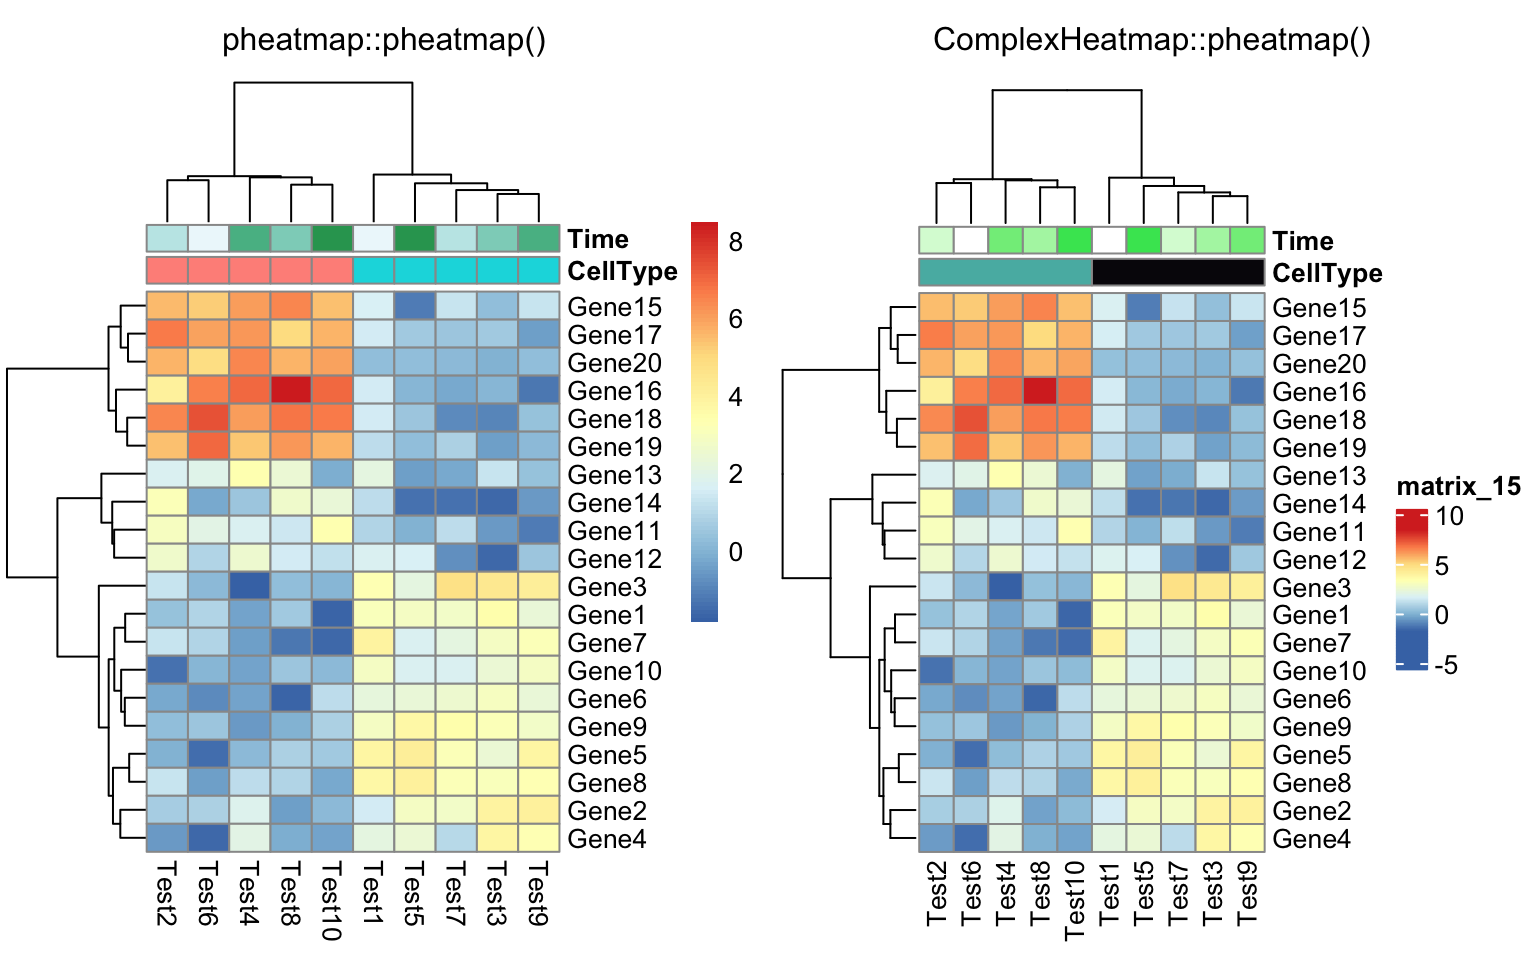 pheatmap::pheatmap()
Time
CellType
Gene15
Gene17
Gene20
Gene16
Gene18
Gene19
Gene13
Gene14
Gene11
Gene12
Gene3
Gene1
Gene7
Gene10
Gene6
Gene9
Gene5
Gene8
Gene2
Gene4
Test2
Test6
Test4
Test8
Test10
Test1
Test5
Test7
Test3
Test9
8
6
4
2
0
ComplexHeatmap::pheatmap()
Time
CellType
Gene15
Gene17
Gene20
Gene16
Gene18
Gene19
Gene13
Gene14
Gene11
Gene12
Gene3
Gene1
Gene7
Gene10
Gene6
Gene9
Gene5
Gene8
Gene2
Gene4
Test2
Test6
Test4
Test8
Test10
Test1
Test5
Test7
Test3
Test9
matrix_15
10
5
0
-5